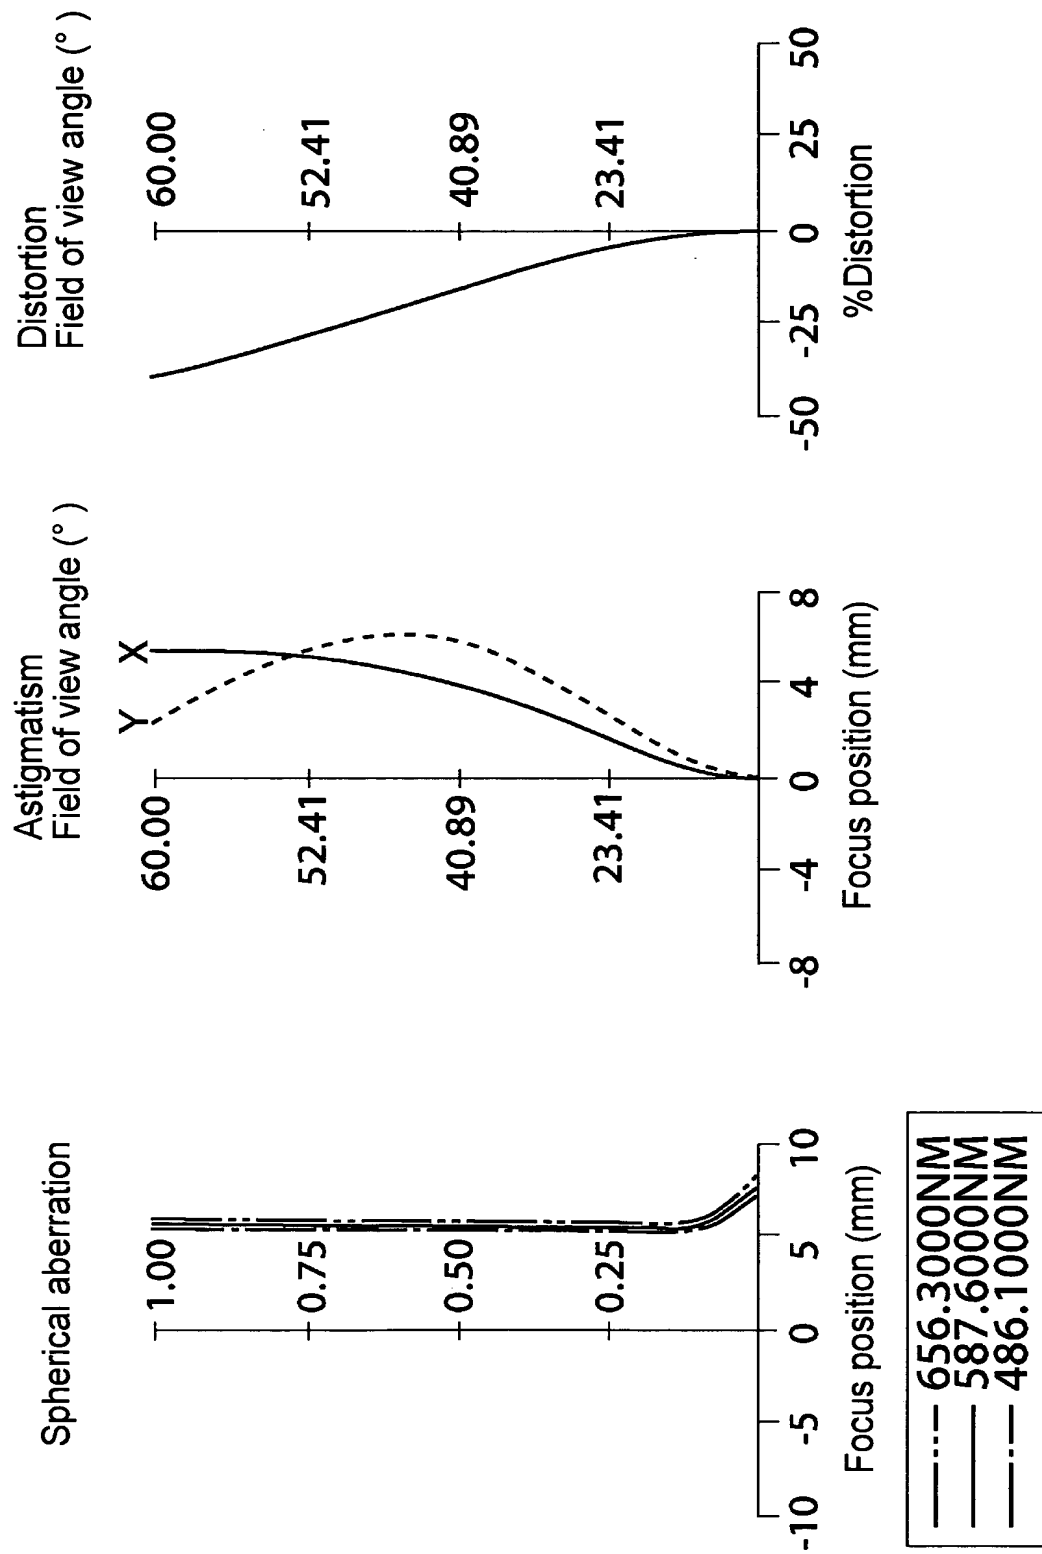 Spherical aberration
1.00
0.75
0.50
0.25
-10 -5 0 5 10
Focus position (mm)
656.3000NM
587.6000NM
486.1000NM
Astigmatism
Field of view angle (°)
Y X
60.00
52.41
40.89
23.41
-8 -4 0 4 8
Focus position (mm)
Distortion
Field of view angle (°)
60.00
52.41
40.89
23.41
-50 -25 0 25 50
%Distortion